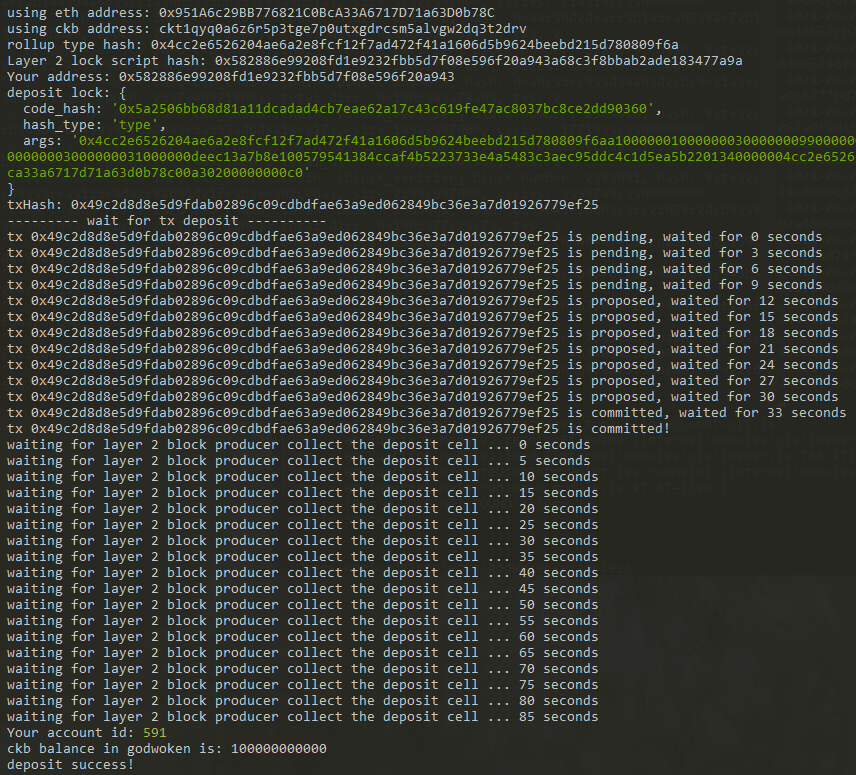 using eth address: 0x951A6c29BB776821C0BcA33A6717D71a63D0b78C
using ckb address: ckt1qyq0a6z6r5p3tge7p0utxgdrcsm5alvgw2dq3t2drv
rollup type hash: 0x4cc2e6526204ae6a2e8fcf12f7ad472f41a1606d5b9624beebd215d780809f6a
Layer 2 lock script hash: 0x582886e99208fd1e9232fbb5d7f08e596f20a943a68c3f8bbab2ade183477a9a
Your address: 0x582886e99208fd1e9232fbb5d7f08e596f20a943
deposit lock: {
  code_hash: '0x5a2506bb68d81a11dcadad4cb7eae62a17c43c619fe47ac8037bc8ce2dd90360',
  hash_type: 'type',
  args: '0x4cc2e6526204ae6a2e8fcf12f7ad472f41a1606d5b9624beebd215d780809f6aa100000010000000300000009900000
0000000030000000031000000deec13a7b8e100579541384ccaf4b5223733e4a5483c3aec95ddc4c1d5ea5b2201340000004cc2e6526
ca33a6717d71a63d0b78c00a30200000000c0'
}
txHash: 0x49c2d8d8e5d9fdab02896c09cdbdfae63a9ed062849bc36e3a7d01926779ef25
--------- wait for tx deposit ----------
tx 0x49c2d8d8e5d9fdab02896c09cdbdfae63a9ed062849bc36e3a7d01926779ef25 is pending, waited for 0 seconds
tx 0x49c2d8d8e5d9fdab02896c09cdbdfae63a9ed062849bc36e3a7d01926779ef25 is pending, waited for 3 seconds
tx 0x49c2d8d8e5d9fdab02896c09cdbdfae63a9ed062849bc36e3a7d01926779ef25 is pending, waited for 6 seconds
tx 0x49c2d8d8e5d9fdab02896c09cdbdfae63a9ed062849bc36e3a7d01926779ef25 is pending, waited for 9 seconds
tx 0x49c2d8d8e5d9fdab02896c09cdbdfae63a9ed062849bc36e3a7d01926779ef25 is proposed, waited for 12 seconds
tx 0x49c2d8d8e5d9fdab02896c09cdbdfae63a9ed062849bc36e3a7d01926779ef25 is proposed, waited for 15 seconds
tx 0x49c2d8d8e5d9fdab02896c09cdbdfae63a9ed062849bc36e3a7d01926779ef25 is proposed, waited for 18 seconds
tx 0x49c2d8d8e5d9fdab02896c09cdbdfae63a9ed062849bc36e3a7d01926779ef25 is proposed, waited for 21 seconds
tx 0x49c2d8d8e5d9fdab02896c09cdbdfae63a9ed062849bc36e3a7d01926779ef25 is proposed, waited for 24 seconds
tx 0x49c2d8d8e5d9fdab02896c09cdbdfae63a9ed062849bc36e3a7d01926779ef25 is proposed, waited for 27 seconds
tx 0x49c2d8d8e5d9fdab02896c09cdbdfae63a9ed062849bc36e3a7d01926779ef25 is proposed, waited for 30 seconds
tx 0x49c2d8d8e5d9fdab02896c09cdbdfae63a9ed062849bc36e3a7d01926779ef25 is committed, waited for 33 seconds
tx 0x49c2d8d8e5d9fdab02896c09cdbdfae63a9ed062849bc36e3a7d01926779ef25 is committed!
waiting for layer 2 block producer collect the deposit cell ... 0 seconds
waiting for layer 2 block producer collect the deposit cell ... 5 seconds
waiting for layer 2 block producer collect the deposit cell ... 10 seconds
waiting for layer 2 block producer collect the deposit cell ... 15 seconds
waiting for layer 2 block producer collect the deposit cell ... 20 seconds
waiting for layer 2 block producer collect the deposit cell ... 25 seconds
waiting for layer 2 block producer collect the deposit cell ... 30 seconds
waiting for layer 2 block producer collect the deposit cell ... 35 seconds
waiting for layer 2 block producer collect the deposit cell ... 40 seconds
waiting for layer 2 block producer collect the deposit cell ... 45 seconds
waiting for layer 2 block producer collect the deposit cell ... 50 seconds
waiting for layer 2 block producer collect the deposit cell ... 55 seconds
waiting for layer 2 block producer collect the deposit cell ... 60 seconds
waiting for layer 2 block producer collect the deposit cell ... 65 seconds
waiting for layer 2 block producer collect the deposit cell ... 70 seconds
waiting for layer 2 block producer collect the deposit cell ... 75 seconds
waiting for layer 2 block producer collect the deposit cell ... 80 seconds
waiting for layer 2 block producer collect the deposit cell ... 85 seconds
Your account id: 591
ckb balance in godwoken is: 100000000000
deposit success!